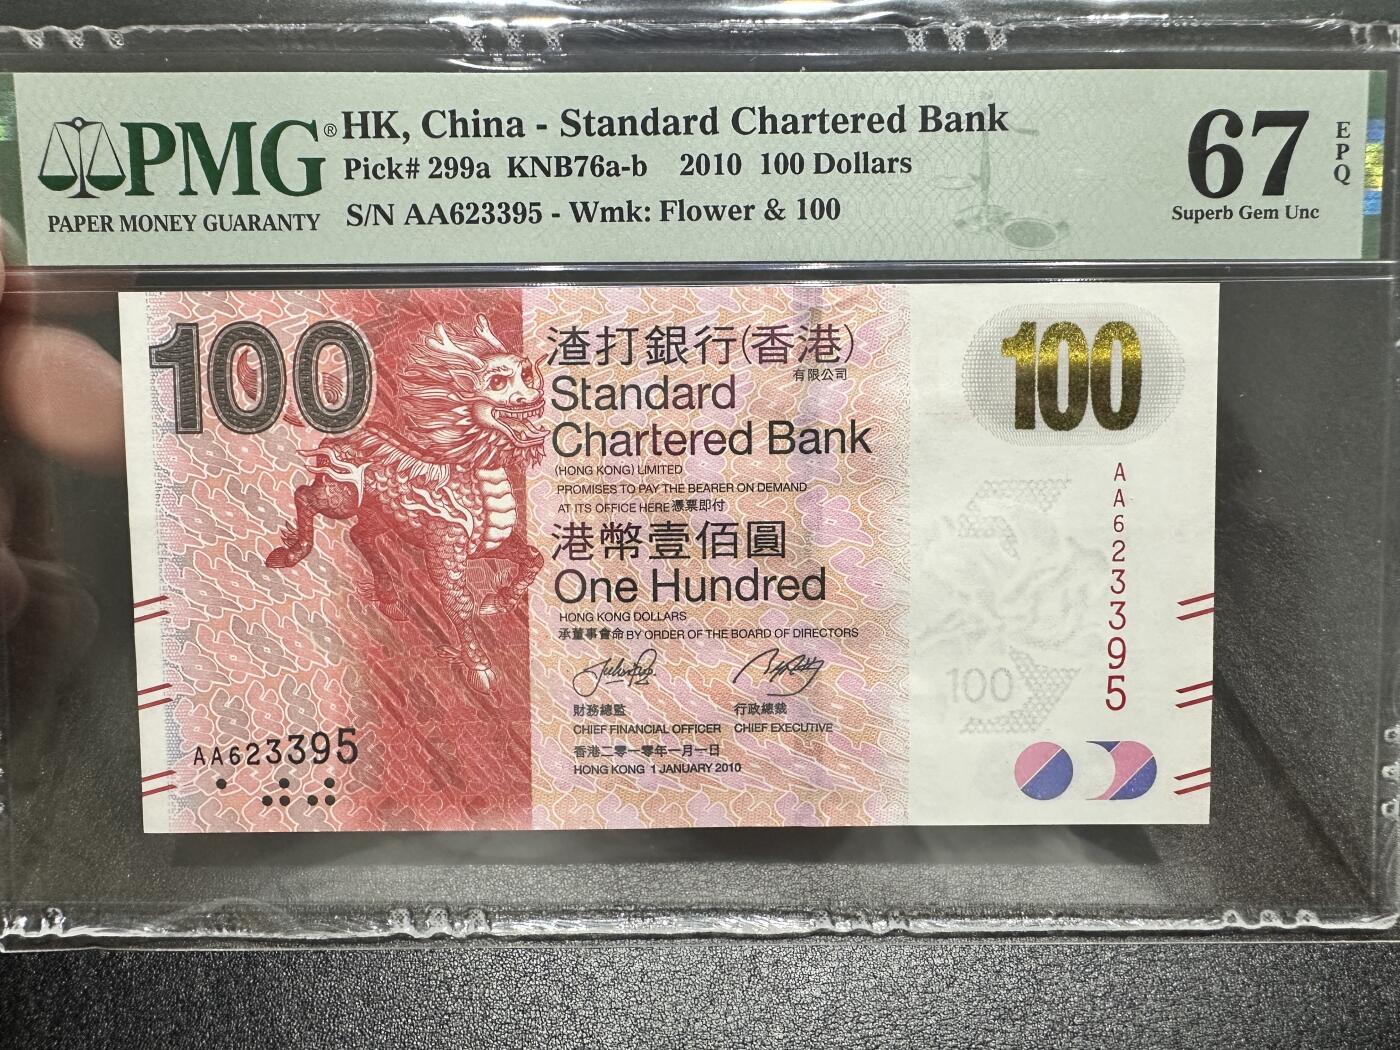 PMG®
PAPER MONEY GUARANTY
HK, China - Standard Chartered Bank
Pick# 299a KNB76a-b 2010 100 Dollars
S/N AA623395 - Wmk: Flower & 100
67
EPQ
Superb Gem Unc
100
渣打銀行(香港)
有限公司
Standard
Chartered Bank
(HONG KONG) LIMITED
PROMISES TO PAY THE BEARER ON DEMAND
AT ITS OFFICE HERE 憑票即付
港幣壹佰圓
One Hundred
HONG KONG DOLLARS
承董事會命 BY ORDER OF THE BOARD OF DIRECTORS
財務總監 行政總裁
CHIEF FINANCIAL OFFICER CHIEF EXECUTIVE
香港二零一零年一月一日
HONG KONG 1 JANUARY 2010
AA623395
100
AA623395
100